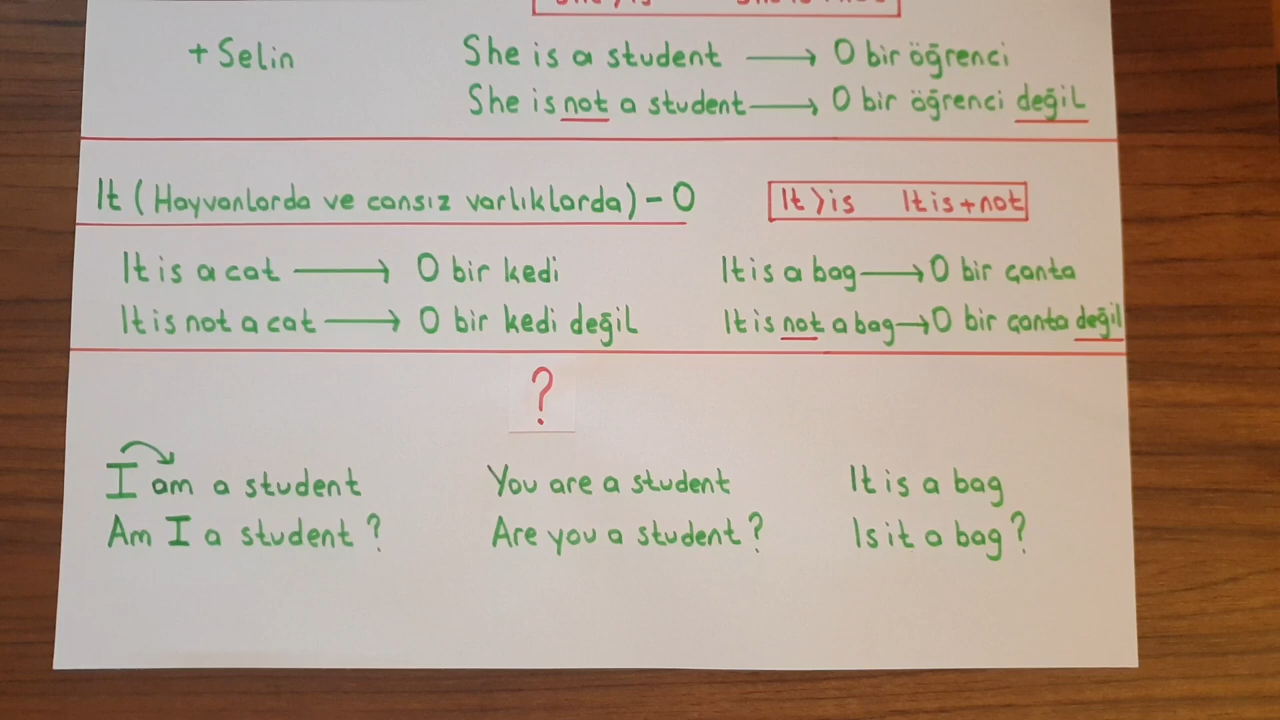 + Selin She is a student → O bir öğrenci
She is not a student → O bir öğrenci değil
It (Hayvanlarda ve cansız varlıklarda) - O It > is It is + not
It is a cat → O bir kedi It is a bag → O bir çanta
It is not a cat → O bir kedi değil It is not a bag → O bir çanta değil
?
I am a student You are a student It is a bag
Am I a student ? Are you a student ? Is it a bag ?